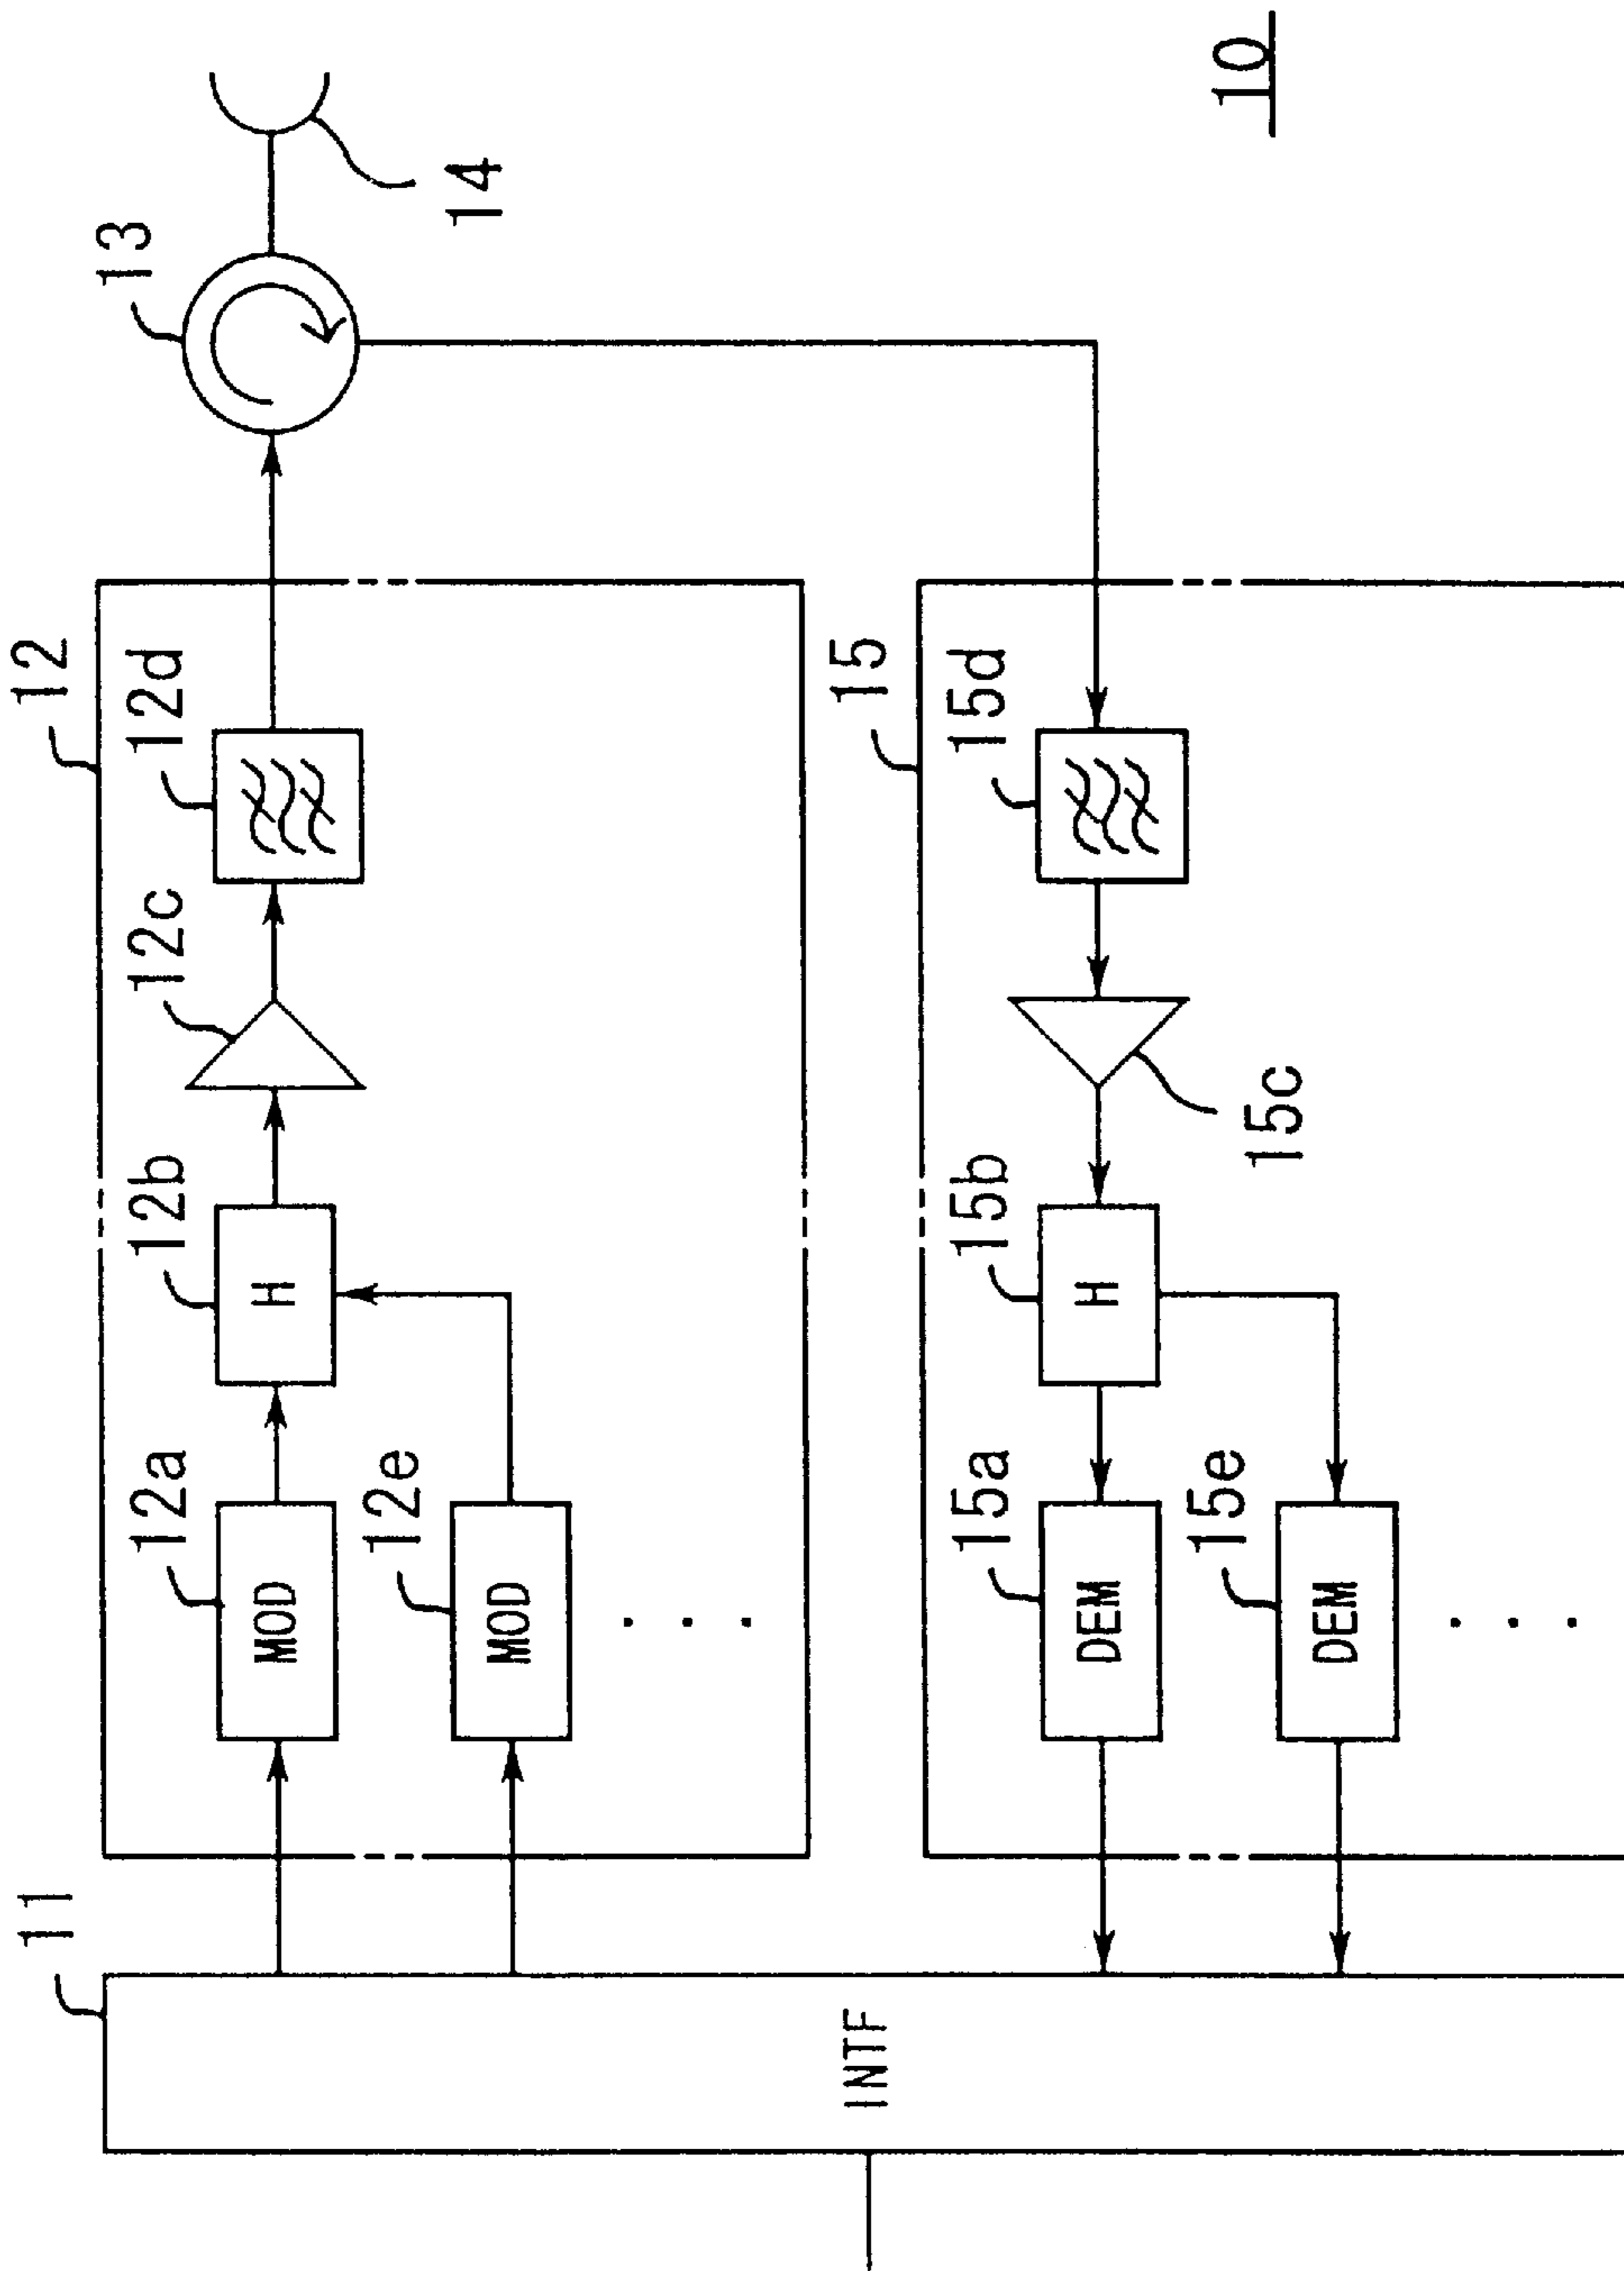 10
11
INTF
12
12a
MOD
12b
H
12c
12d
12e
MOD
. . .
13
14
15
15a
DEM
15b
H
15c
15d
15e
DEM
. . .